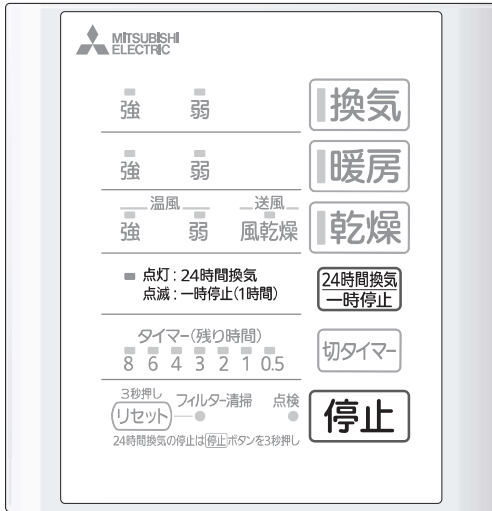 MITSUBISHI
ELECTRIC
強 弱 換気
強 弱 暖房
温風 送風
強 弱 風乾燥 乾燥
点灯：24時間換気
点滅：一時停止(1時間)
24時間換気
一時停止
タイマー(残り時間)
8 6 4 3 2 1 0.5
切タイマー
3秒押し
リセット フィルター清掃 点検
停止
24時間換気の停止は停止ボタンを3秒押し